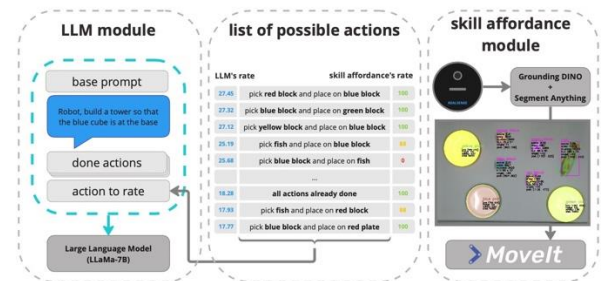 LLM module
base prompt
Robot, build a tower so that
the blue cube is at the base
done actions
action to rate
Large Language Model
(LLaMa-7B)
list of possible actions
LLM's rate skill affordance's rate
27.45 pick red block and place on blue block 100
27.32 pick blue block and place on green block 100
27.12 pick yellow block and place on blue block 100
25.19 pick fish and place on blue block
25.68 pick blue block and place on fish 0
...
18.28 all actions already done 100
17.93 pick fish and place on red block
17.77 pick blue block and place on red plate 100
skill affordance
module
Grounding DINO
+
Segment Anything
MoveIt